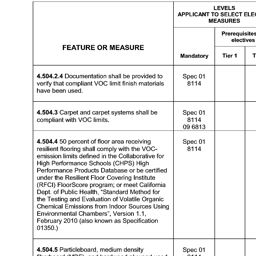 LEVELS
APPLICANT TO SELECT
MEASURES
Prerequisites
electives
FEATURE OR MEASURE
Mandatory
Tier 1
4.504.2.4 Documentation shall be provided to
verify that compliant VOC limit finish materials
have been used.
Spec 01
8114
4.504.3 Carpet and carpet systems shall be
compliant with VOC limits.
Spec 01
8114
09 6813
4.504.4 50 percent of floor area receiving
resilient flooring shall comply with the VOC-
emission limits defined in the Collaborative for
High Performance Schools (CHPS) High
Performance Products Database or be certified
under the Resilient Floor Covering Institute
(RFCI) FloorScore program; or meet California
Dept. of Public Health, "Standard Method for
the Testing and Evaluation of Volatile Organic
Chemical Emissions from Indoor Sources Using
Environmental Chambers", Version 1.1,
February 2010 (also known as Specification
01350.)
Spec 01
8114
4.504.5 Particleboard, medium density
Spec 01